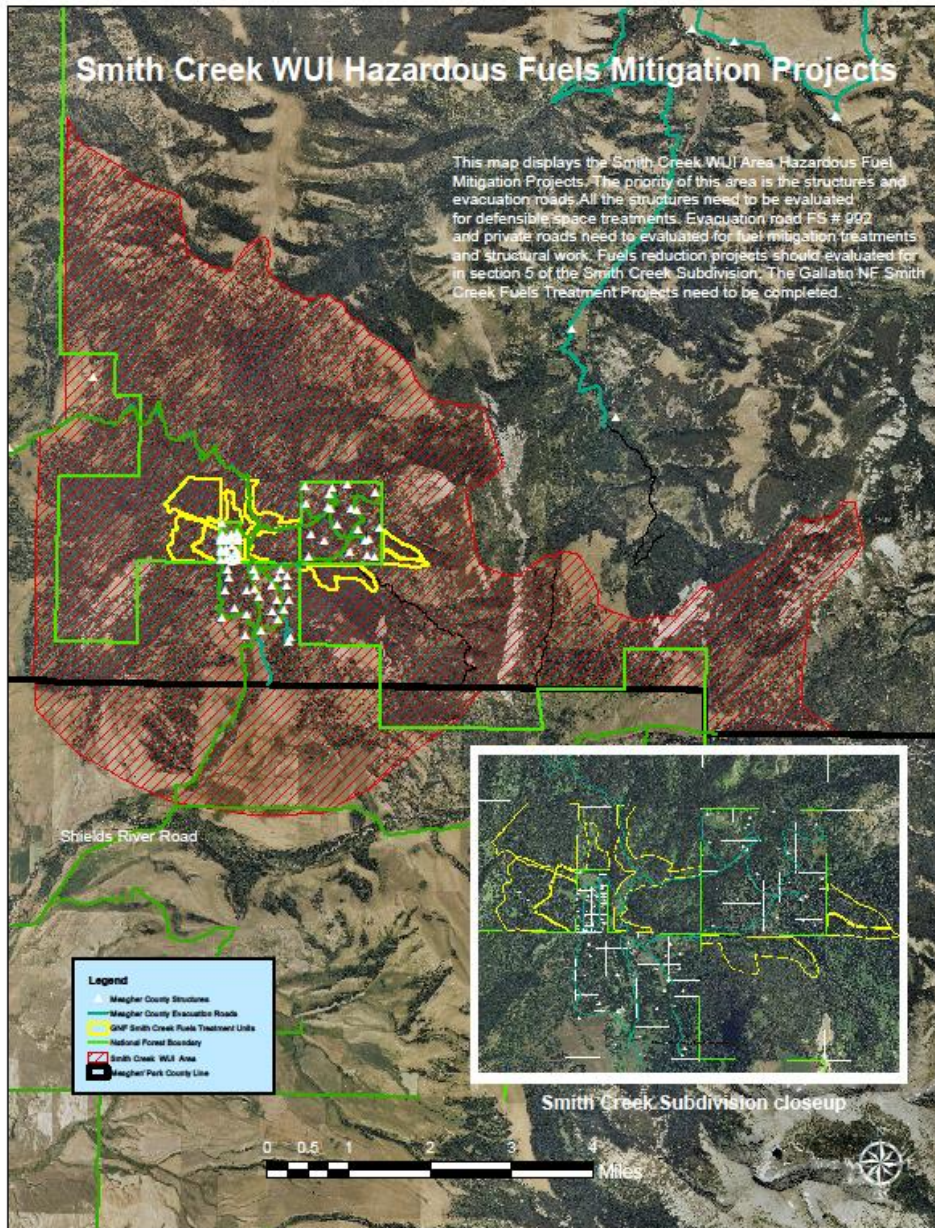 Smith Creek WUI Hazardous Fuels Mitigation Projects
This map displays the Smith Creek WUI Area Hazardous Fuel
Mitigation Projects. The priority of this area is the structures and
evacuation roads.All the structures need to be evaluated
for defensible space treatments. Evacuation road FS # 992
and private roads need to evaluated for fuel mitigation treatments
and structural work. Fuels reduction projects should evaluated for
in section 5 of the Smith Creek Subdivision. The Gallatin NF Smith
Creek Fuels Treatment Projects need to be completed.
Shields River Road
Legend
Meagher County Structures
Meagher County Evacuation Roads
GNF Smith Creek Fuels Treatment Units
National Forest Boundary
Smith Creek WUI Area
Meagher/Park County Line
Smith Creek Subdivision closeup
0 0.5 1 2 3 4
Miles